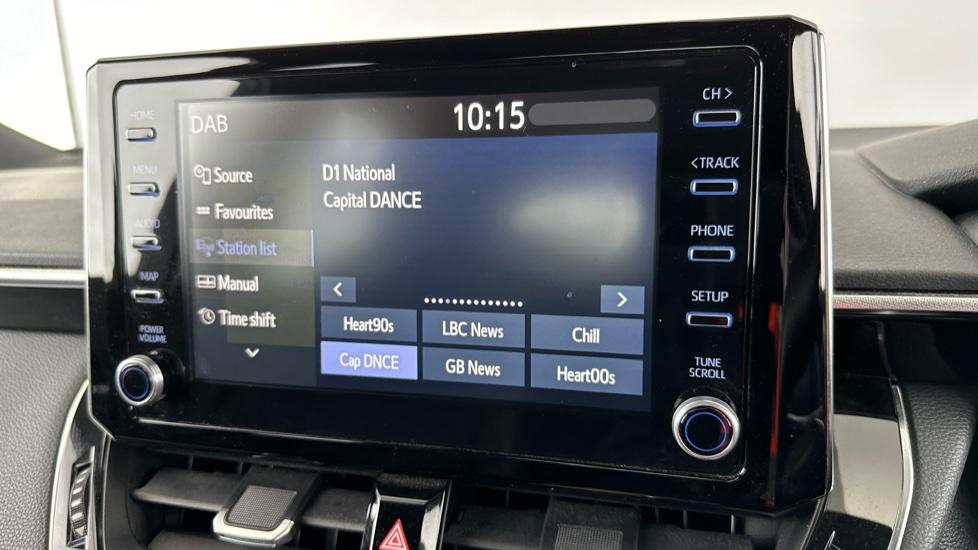 DAB
10:15
Source
Favourites
Station list
Manual
Time shift
D1 National
Capital DANCE
Heart90s
LBC News
Chill
Cap DNCE
GB News
Heart00s
HOME
MENU
AUDIO
MAP
POWER
VOLUME
CH >
< TRACK
PHONE
SETUP
TUNE
SCROLL